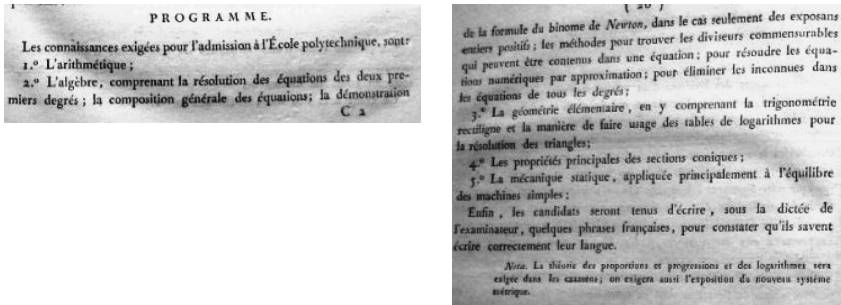 PROGRAMME.
Les connaissances exigées pour l'admission à l'École polytechnique, sont:
1.º L'arithmétique ;
2.º L'algèbre, comprenant la résolution des équations des deux pre-
miers degrés ; la composition générale des équations; la démonstration
C 2
( 20 )
de la formule du binome de Newton, dans le cas seulement des exposans
entiers positifs ; les méthodes pour trouver les diviseurs commensurables
qui peuvent être contenus dans une équation ; pour résoudre les équa-
tions numériques par approximation ; pour éliminer les inconnues dans
les équations de tous les degrés ;
3.º La géométrie élémentaire, en y comprenant la trigonométrie
rectiligne et la manière de faire usage des tables de logarithmes pour
la résolution des triangles;
4.º Les propriétés principales des sections coniques ;
5.º La mécanique statique, appliquée principalement à l'équilibre
des machines simples ;
Enfin, les candidats seront tenus d'écrire, sous la dictée de
l'examinateur, quelques phrases françaises, pour constater qu'ils savent
écrire correctement leur langue.
Nota. La théorie des proportions et progressions et des logarithmes sera
exigée dans les examens; on exigera aussi l'exposition du nouveau système
métrique.